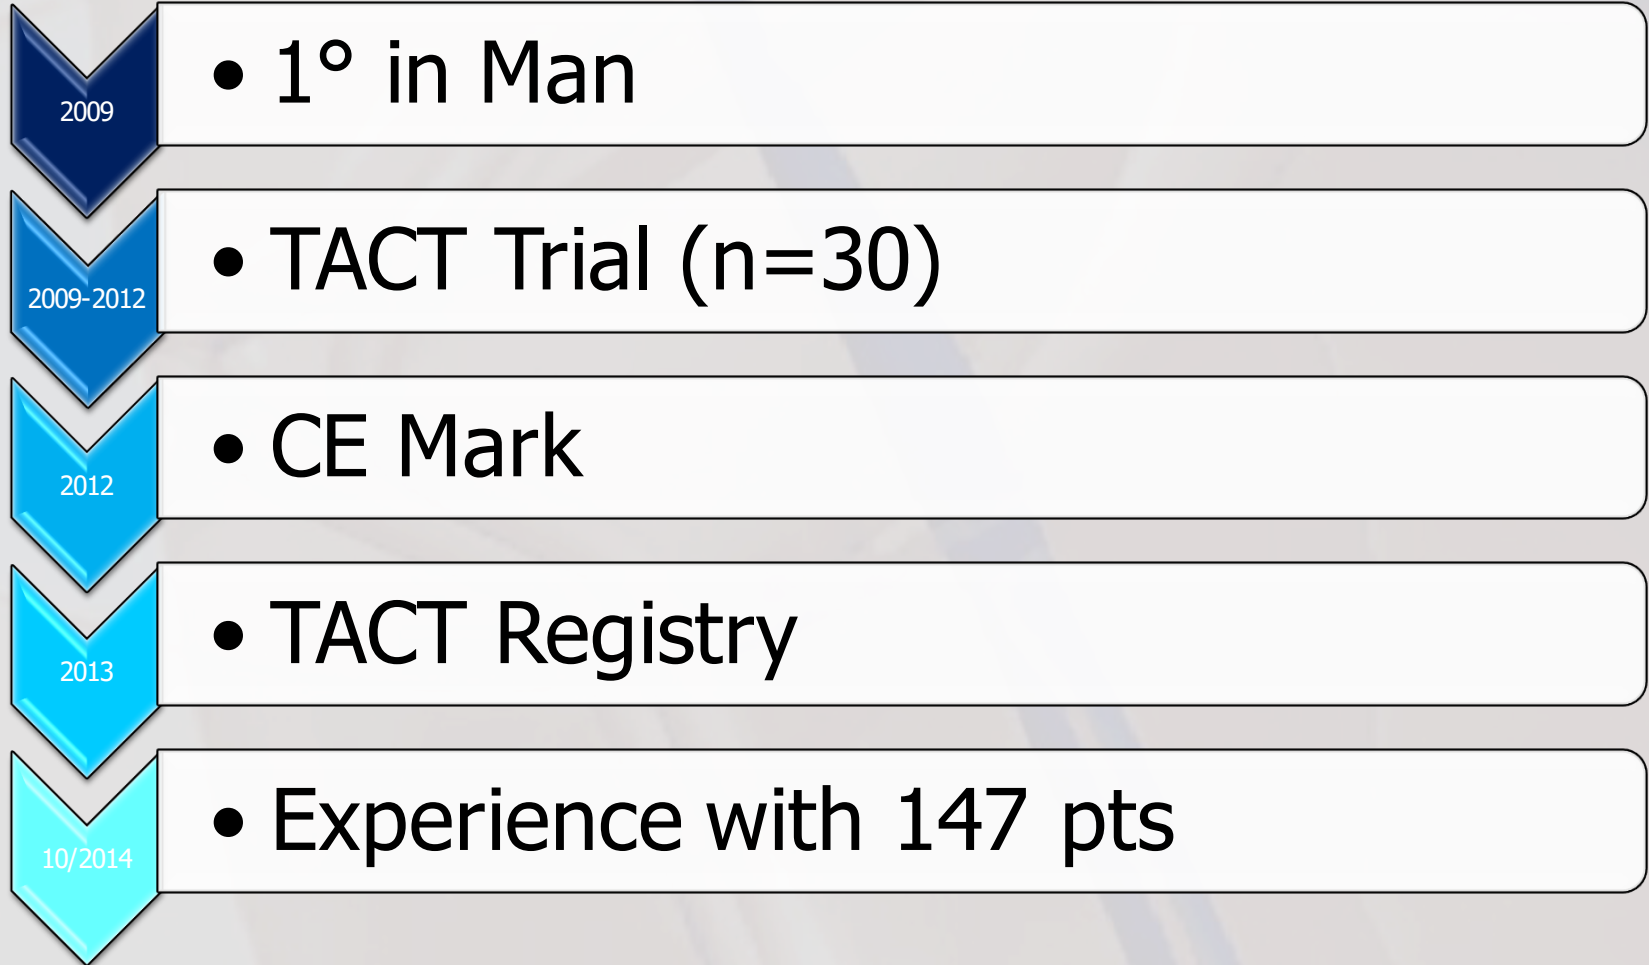 2009
• 1° in Man
2009-2012
• TACT Trial (n=30)
2012
• CE Mark
2013
• TACT Registry
10/2014
• Experience with 147 pts